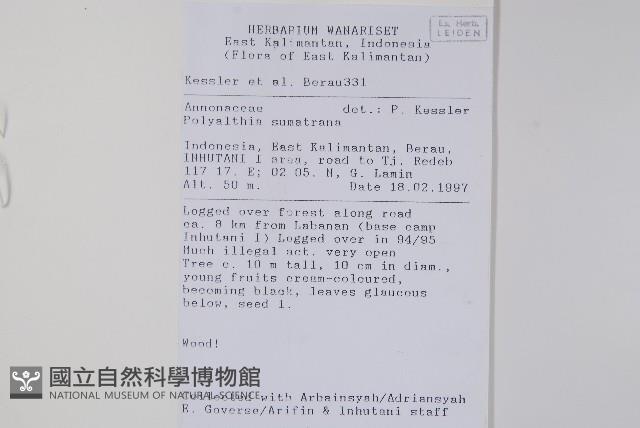 HERBARIUM WANARISET
East Kalimantan, Indonesia
(Flora of East Kalimantan)
Ex. Herb.
LEIDEN
Kessler et al. Berau331
Annonaceae det.: P. Kessler
Polyalthia sumatrana
Indonesia, East Kalimantan, Berau,
INHUTANI I area, road to Tj. Redeb
117 17. E; 02 05. N, G. Lamin
Alt. 50 m. Date 18.02.1997
Logged over forest along road
ca. 8 km from Labanan (base camp
Inhutani I) Logged over in 94/95
Much illegal act. very open
Tree c. 10 m tall, 10 cm in diam.,
young fruits cream-coloured,
becoming black, leaves glaucous
below, seed 1.
Wood!
國立自然科學博物館
NATIONAL MUSEUM OF NATURAL SCIENCE
Collected with Arbainsyah/Adriansyah
E. Goverse/Arifin & Inhutani staff